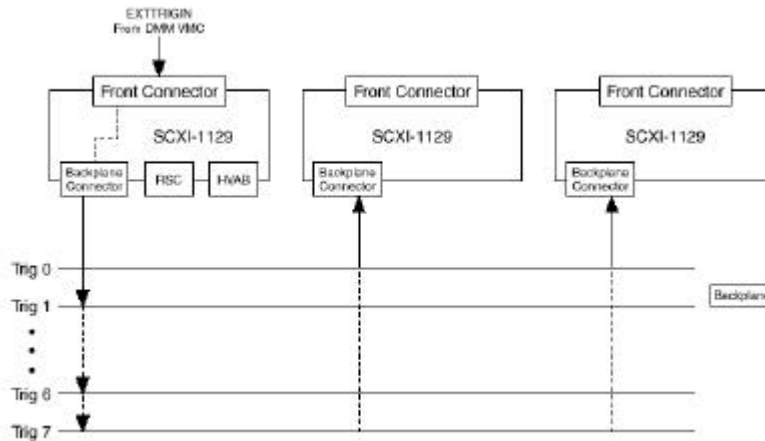 EXTTRIGIN
From DMM VMC
Front Connector
Front Connector
Front Connector
SCXI-1129
SCXI-1129
SCXI-1129
Backplane
Connector
RSC
HVAB
Backplane
Connector
Backplane
Connector
Trig 0
Trig 1
Backplane
Trig 6
Trig 7